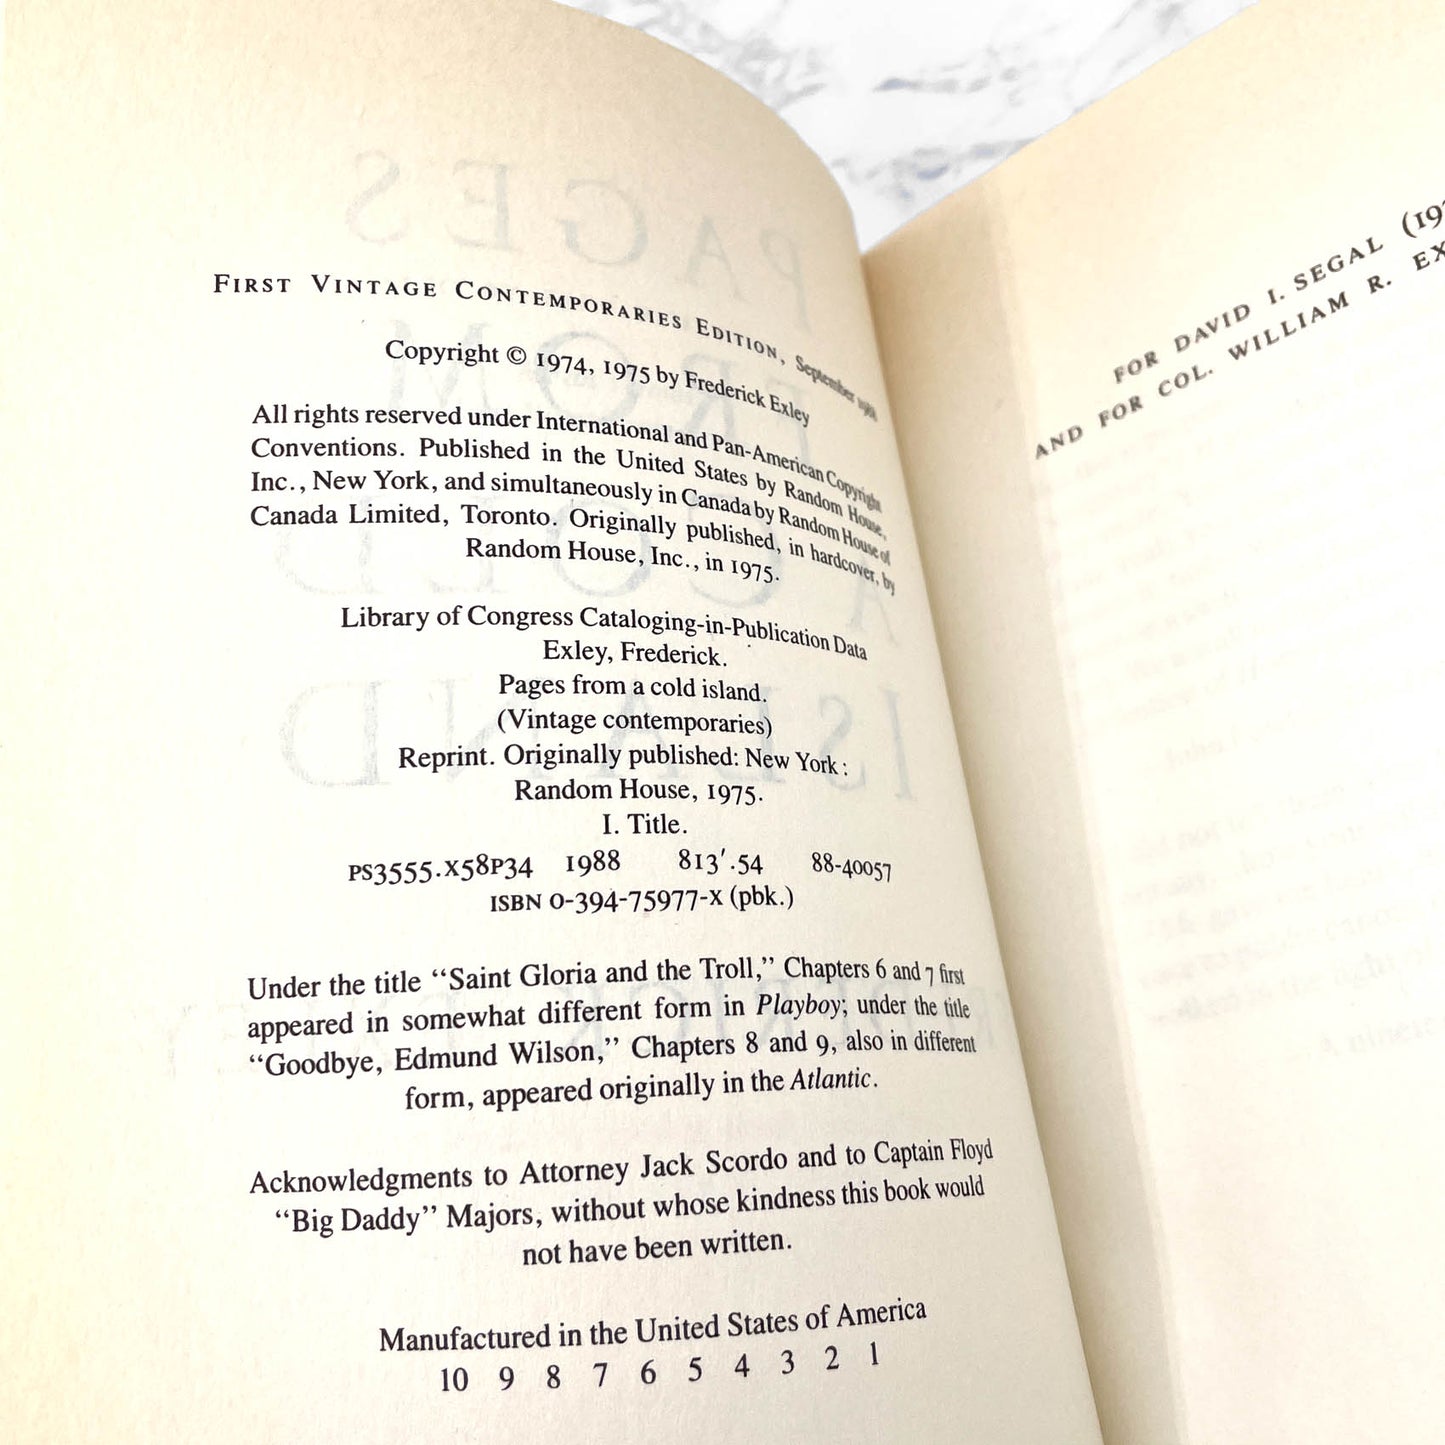 FIRST VINTAGE CONTEMPORARIES EDITION, September 1988
Copyright © 1974, 1975 by Frederick Exley
All rights reserved under International and Pan-American Copyright
Conventions. Published in the United States by Random House,
Inc., New York, and simultaneously in Canada by Random House of
Canada Limited, Toronto. Originally published, in hardcover, by
Random House, Inc., in 1975.
Library of Congress Cataloging-in-Publication Data
Exley, Frederick.
Pages from a cold island.
(Vintage contemporaries)
Reprint. Originally published: New York:
Random House, 1975.
I. Title.
PS3555.X58P34 1988 813'.54 88-40057
ISBN 0-394-75977-X (pbk.)
Under the title “Saint Gloria and the Troll,” Chapters 6 and 7 first
appeared in somewhat different form in Playboy; under the title
“Goodbye, Edmund Wilson,” Chapters 8 and 9, also in different
form, appeared originally in the Atlantic.
Acknowledgments to Attorney Jack Scordo and to Captain Floyd
“Big Daddy” Majors, without whose kindness this book would
not have been written.
Manufactured in the United States of America
10 9 8 7 6 5 4 3 2 1
FOR DAVID I. SEGAL (19
AND FOR COL. WILLIAM R. EX